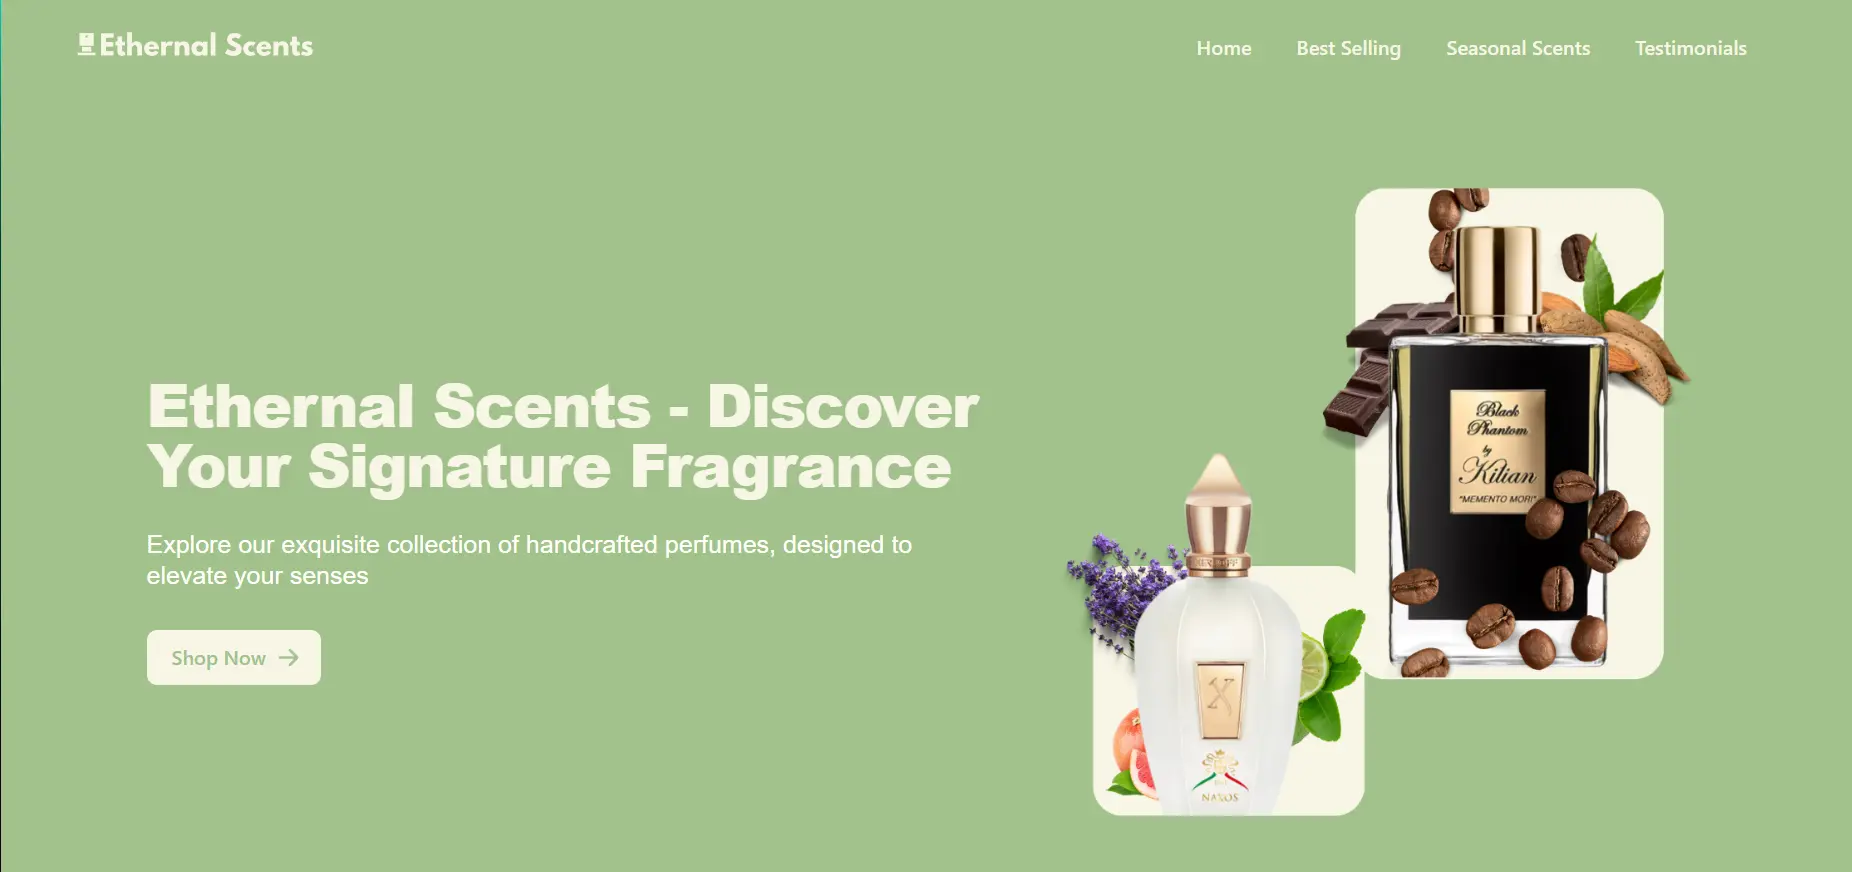 Ethernal Scents
Home
Best Selling
Seasonal Scents
Testimonials
Ethernal Scents - Discover
Your Signature Fragrance
Explore our exquisite collection of handcrafted perfumes, designed to
elevate your senses
Shop Now
Black
Phantom
by
Kilian
"MEMENTO MORI"
X
NAXOS